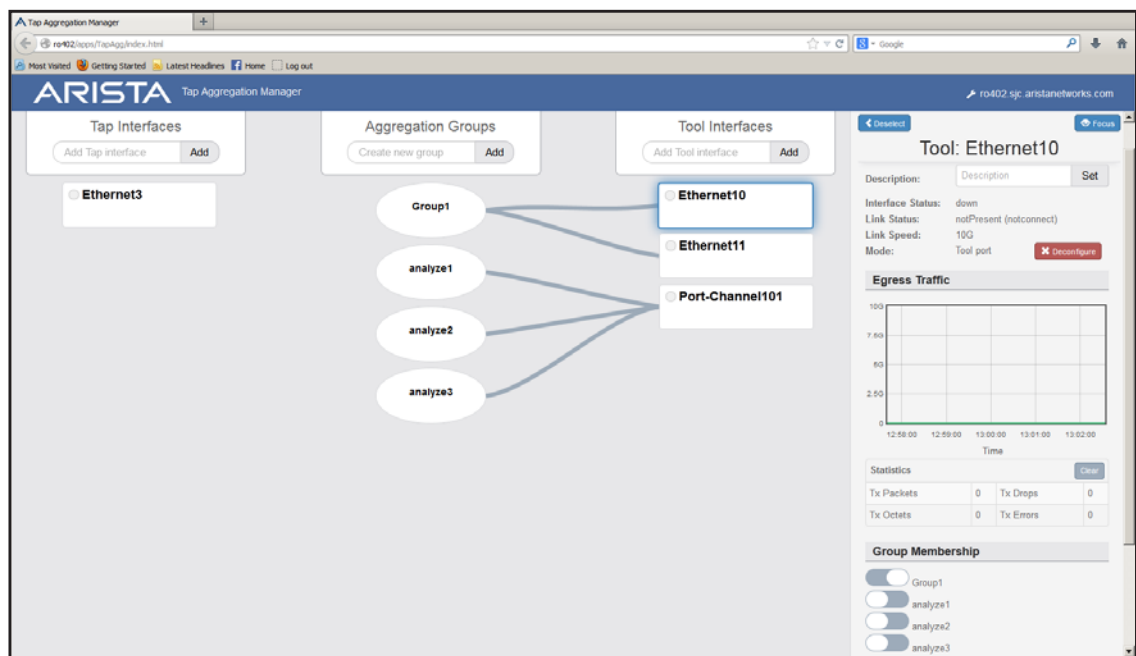 Tap Aggregation Manager
+
ro402/apps/TapAgg/index.html
Google
Most Visited Getting Started Latest Headlines Home Log out
ARISTA Tap Aggregation Manager ro402 sjc aristanetworks.com
Tap Interfaces
Add Tap interface Add
Ethernet3
Aggregation Groups
Create new group Add
Group1
analyze1
analyze2
analyze3
Tool Interfaces
Add Tool interface Add
Ethernet10
Ethernet11
Port-Channel101
Deselect Focus
Tool: Ethernet10
Description: Description Set
Interface Status: down
Link Status: notPresent (notconnect)
Link Speed: 10G
Mode: Tool port Deconfigure
Egress Traffic
10G
7.5G
5G
2.5G
0
12:58:00 12:59:00 13:00:00 13:01:00 13:02:00
Time
Statistics Clear
Tx Packets 0 Tx Drops 0
Tx Octets 0 Tx Errors 0
Group Membership
Group1
analyze1
analyze2
analyze3